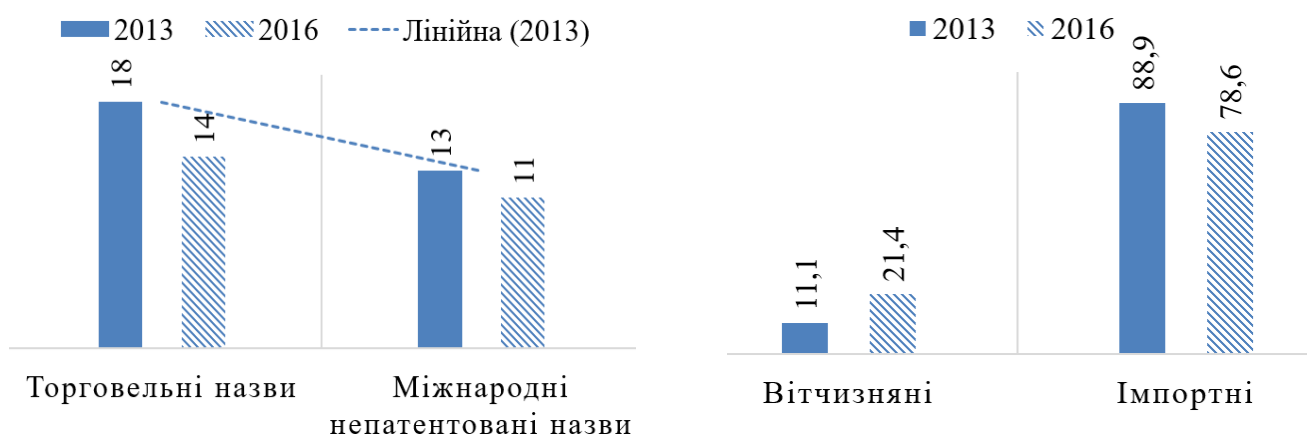 2013 2016 Лінійна (2013)
18
14
13
11
Торговельні назви
Міжнародні
непатентовані назви
2013 2016
11,1
21,4
88,9
78,6
Вітчизняні
Імпортні